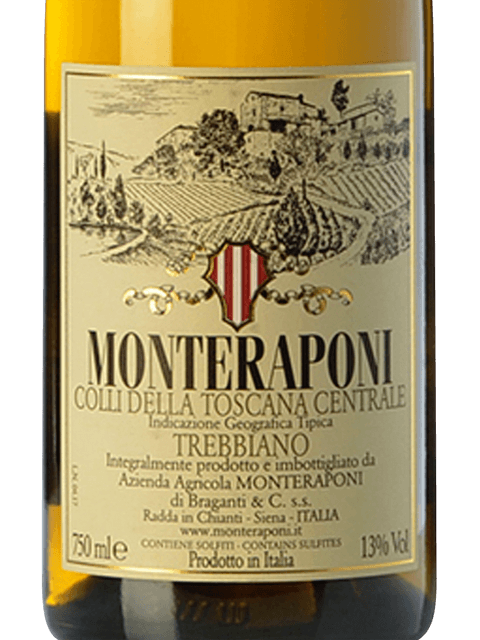 MONTERAPONI
COLLI DELLA TOSCANA CENTRALE
Indicazione Geografica Tipica
TREBBIANO
Integralmente prodotto e imbottigliato da
Azienda Agricola MONTERAPONI
di Braganti & C. s.s.
Radda in Chianti - Siena - ITALIA
www.monteraponi.it
750 ml e
CONTIENE SOLFITI - CONTAINS SULFITES
13% Vol
Prodotto in Italia